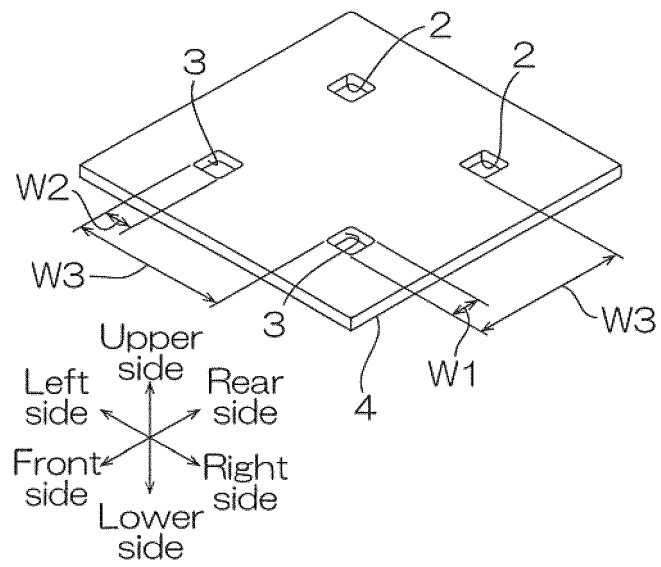 2
2
3
W2
W3
3
W1
W3
4
Upper
side
Left
side
Rear
side
Front
side
Right
side
Lower
side